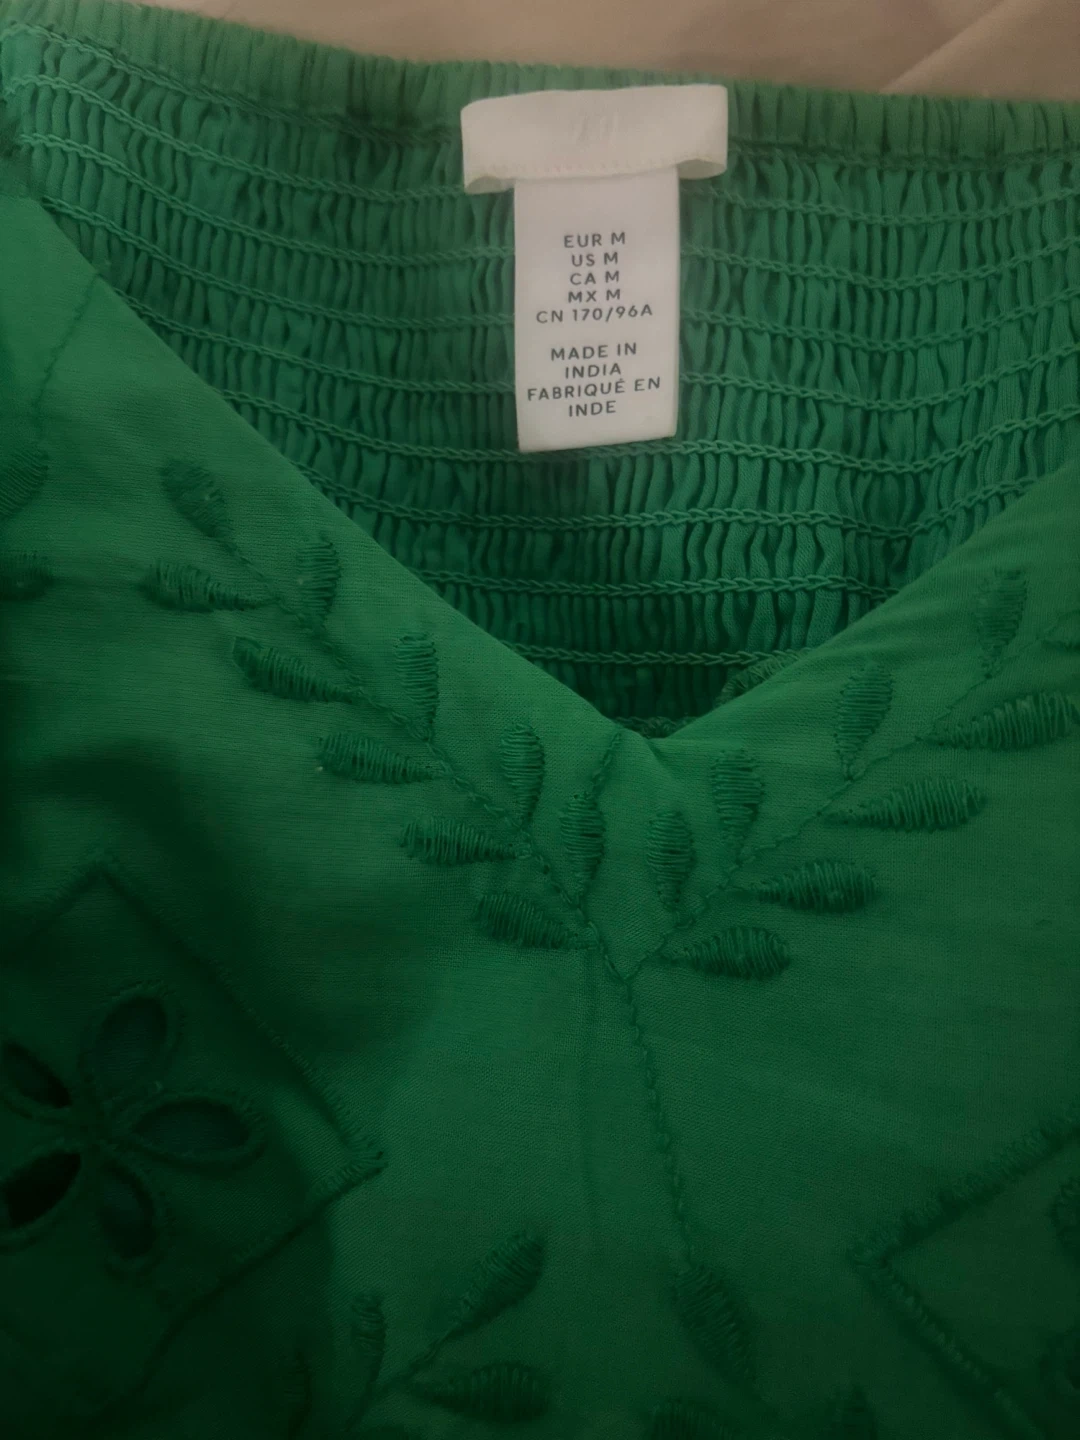 EUR M
US M
CA M
MX M
CN 170/96A
MADE IN
INDIA
FABRIQUÉ EN
INDE